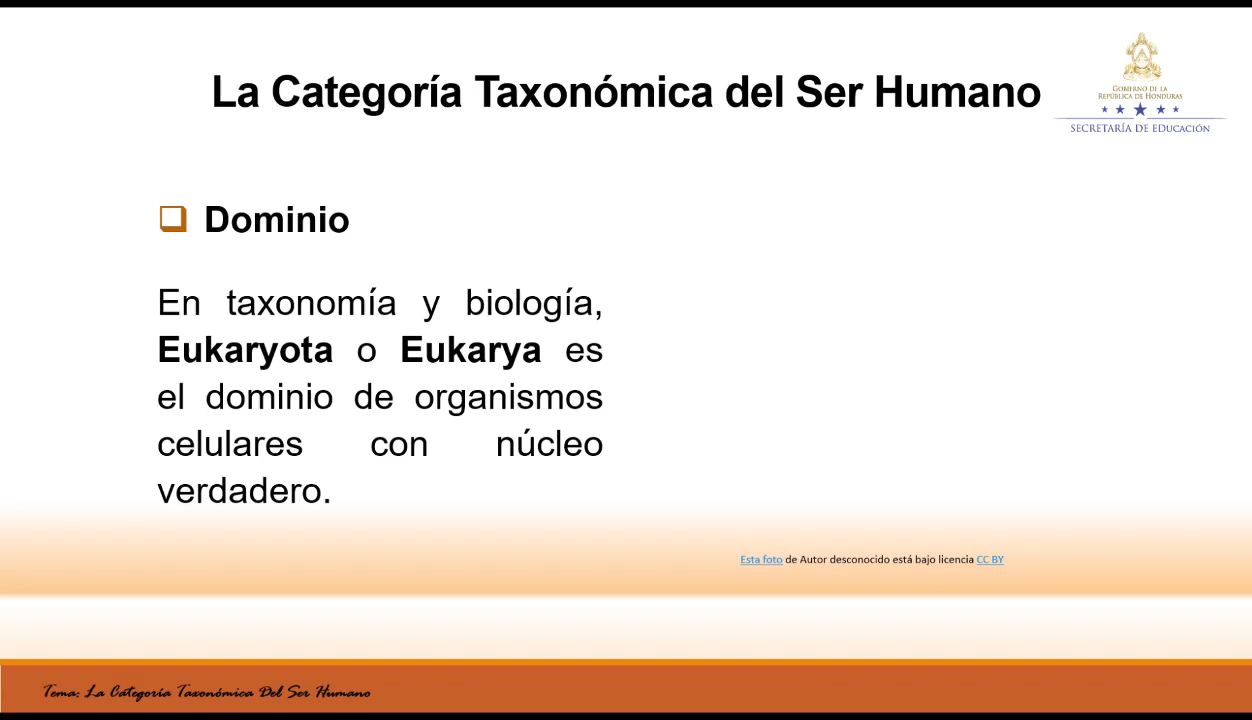 La Categoría Taxonómica del Ser Humano
GOBIERNO DE LA
REPÚBLICA DE HONDURAS
SECRETARÍA DE EDUCACIÓN
Dominio
En taxonomía y biología,
Eukaryota o Eukarya es
el dominio de organismos
celulares con núcleo
verdadero.
Esta foto de Autor desconocido está bajo licencia CC BY
Tema: La Categoría Taxonómica Del Ser Humano